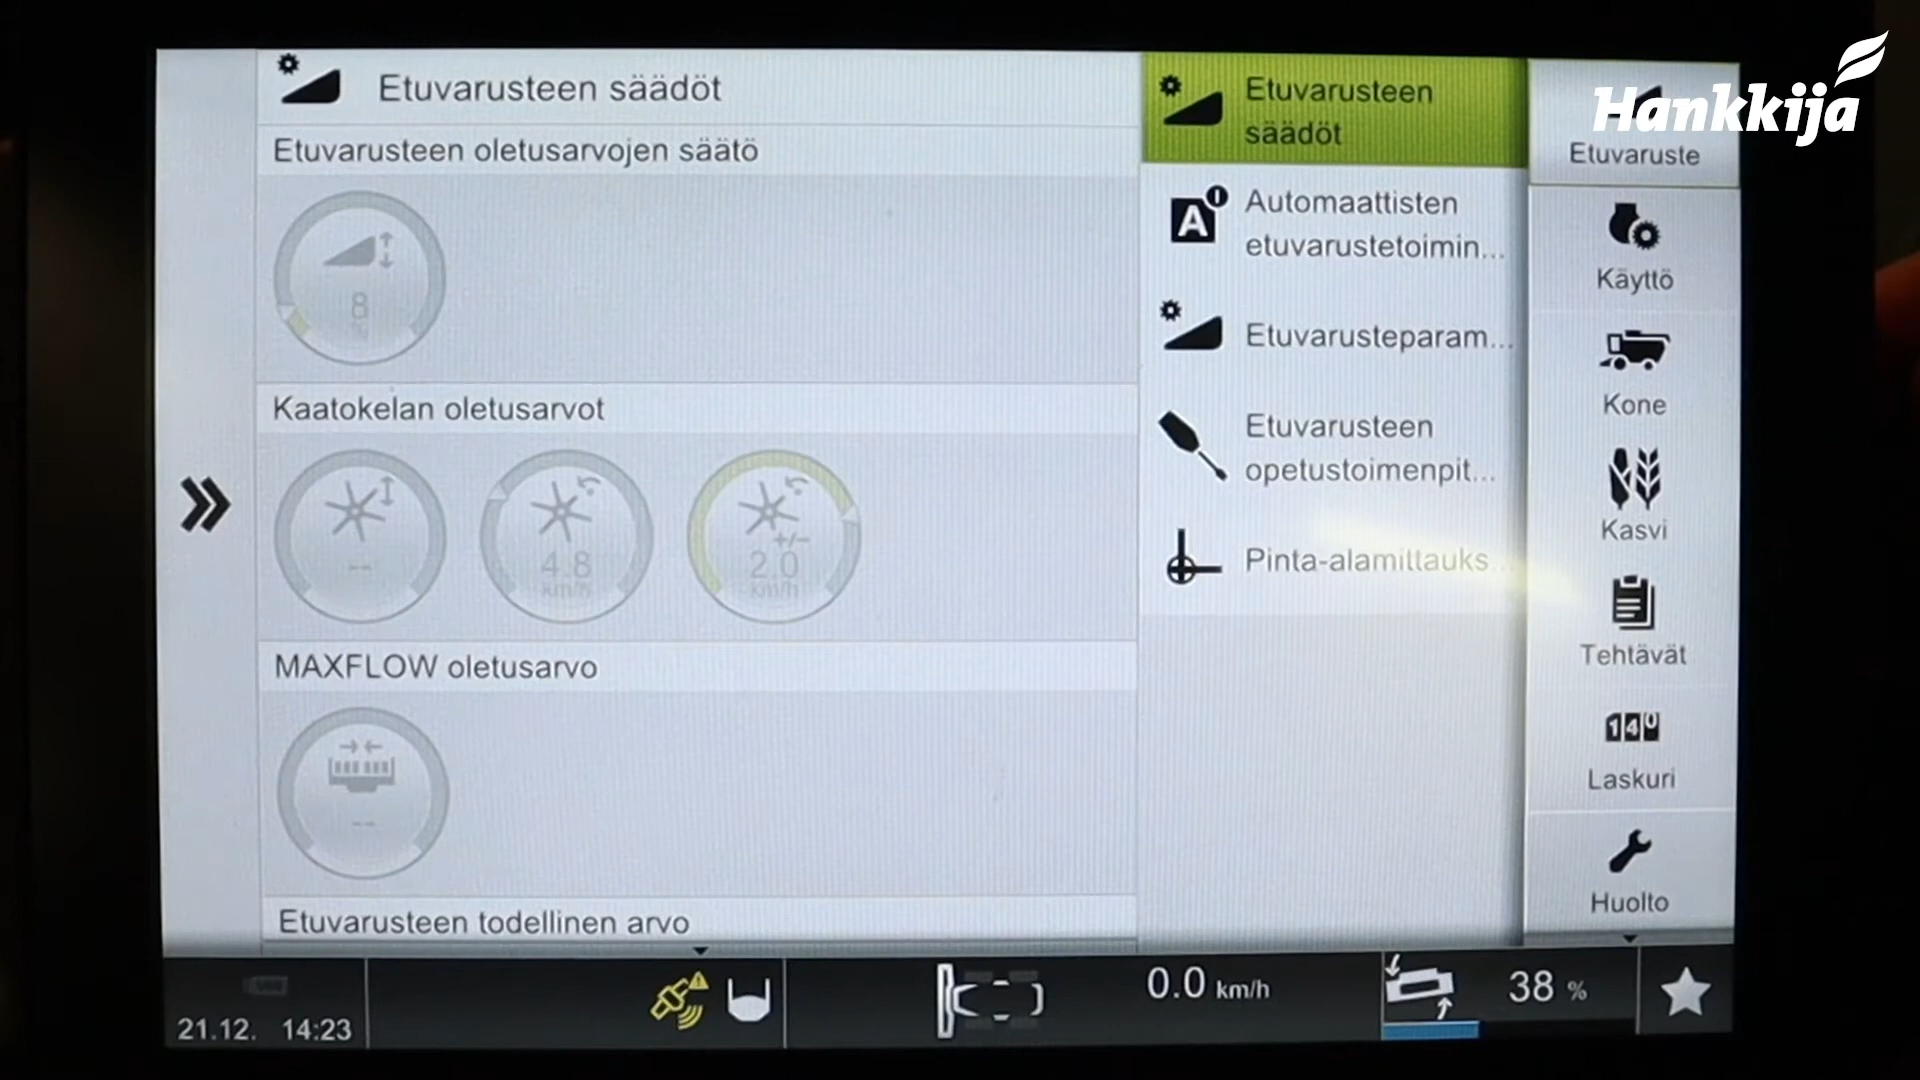 Hankkija
Etuvarusteen säädöt
Etuvarusteen oletusarvojen säätö
8
%
Kaatokelan oletusarvot
--
4.8
km/h
+/-
2.0
km/h
MAXFLOW oletusarvo
--
Etuvarusteen todellinen arvo
Etuvarusteen
säädöt
A
Automaattisten
etuvarustetoimin...
Etuvarusteparam...
Etuvarusteen
opetustoimenpit...
Pinta-alamittauks...
Etuvaruste
Käyttö
Kone
Kasvi
Tehtävät
140
Laskuri
Huolto
21.12. 14:23
0.0 km/h
38 %